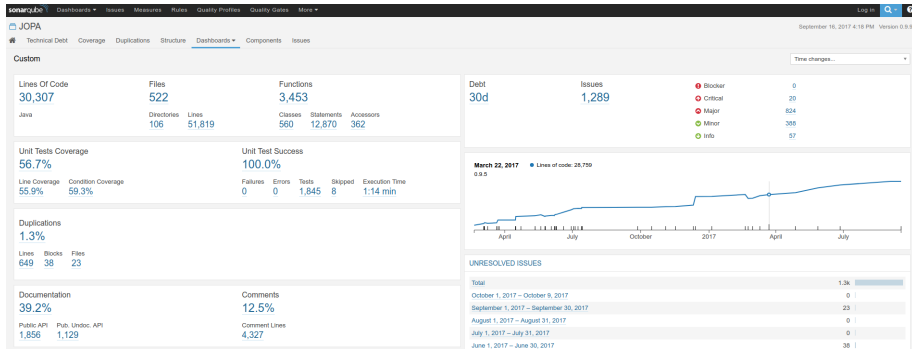 sonarqube Dashboards Issues Measures Rules Quality Profiles Quality Gates More Log in
JOPA
September 16, 2017 4:18 PM Version 0.9.9
Technical Debt Coverage Duplications Structure Dashboards Components Issues
Custom
Time changes...
Lines Of Code Files Functions
30,307 522 3,453
Java Directories Lines Classes Statements Accessors
106 51,819 560 12,870 362
Unit Tests Coverage Unit Test Success
56.7% 100.0%
Line Coverage Condition Coverage Failures Errors Tests Skipped Execution Time
55.9% 59.3% 0 0 1,845 8 1:14 min
Duplications
1.3%
Lines Blocks Files
649 38 23
Documentation Comments
39.2% 12.5%
Public API Pub. Undoc. API Comment Lines
1,856 1,129 4,327
Debt Issues
30d 1,289
Blocker 0
Critical 20
Major 824
Minor 388
Info 57
March 22, 2017 Lines of code: 28,759
0.9.5
April July October 2017 April July
UNRESOLVED ISSUES
Total 1.3k
October 1, 2017 – October 9, 2017 0
September 1, 2017 – September 30, 2017 23
August 1, 2017 – August 31, 2017 0
July 1, 2017 – July 31, 2017 0
June 1, 2017 – June 30, 2017 38